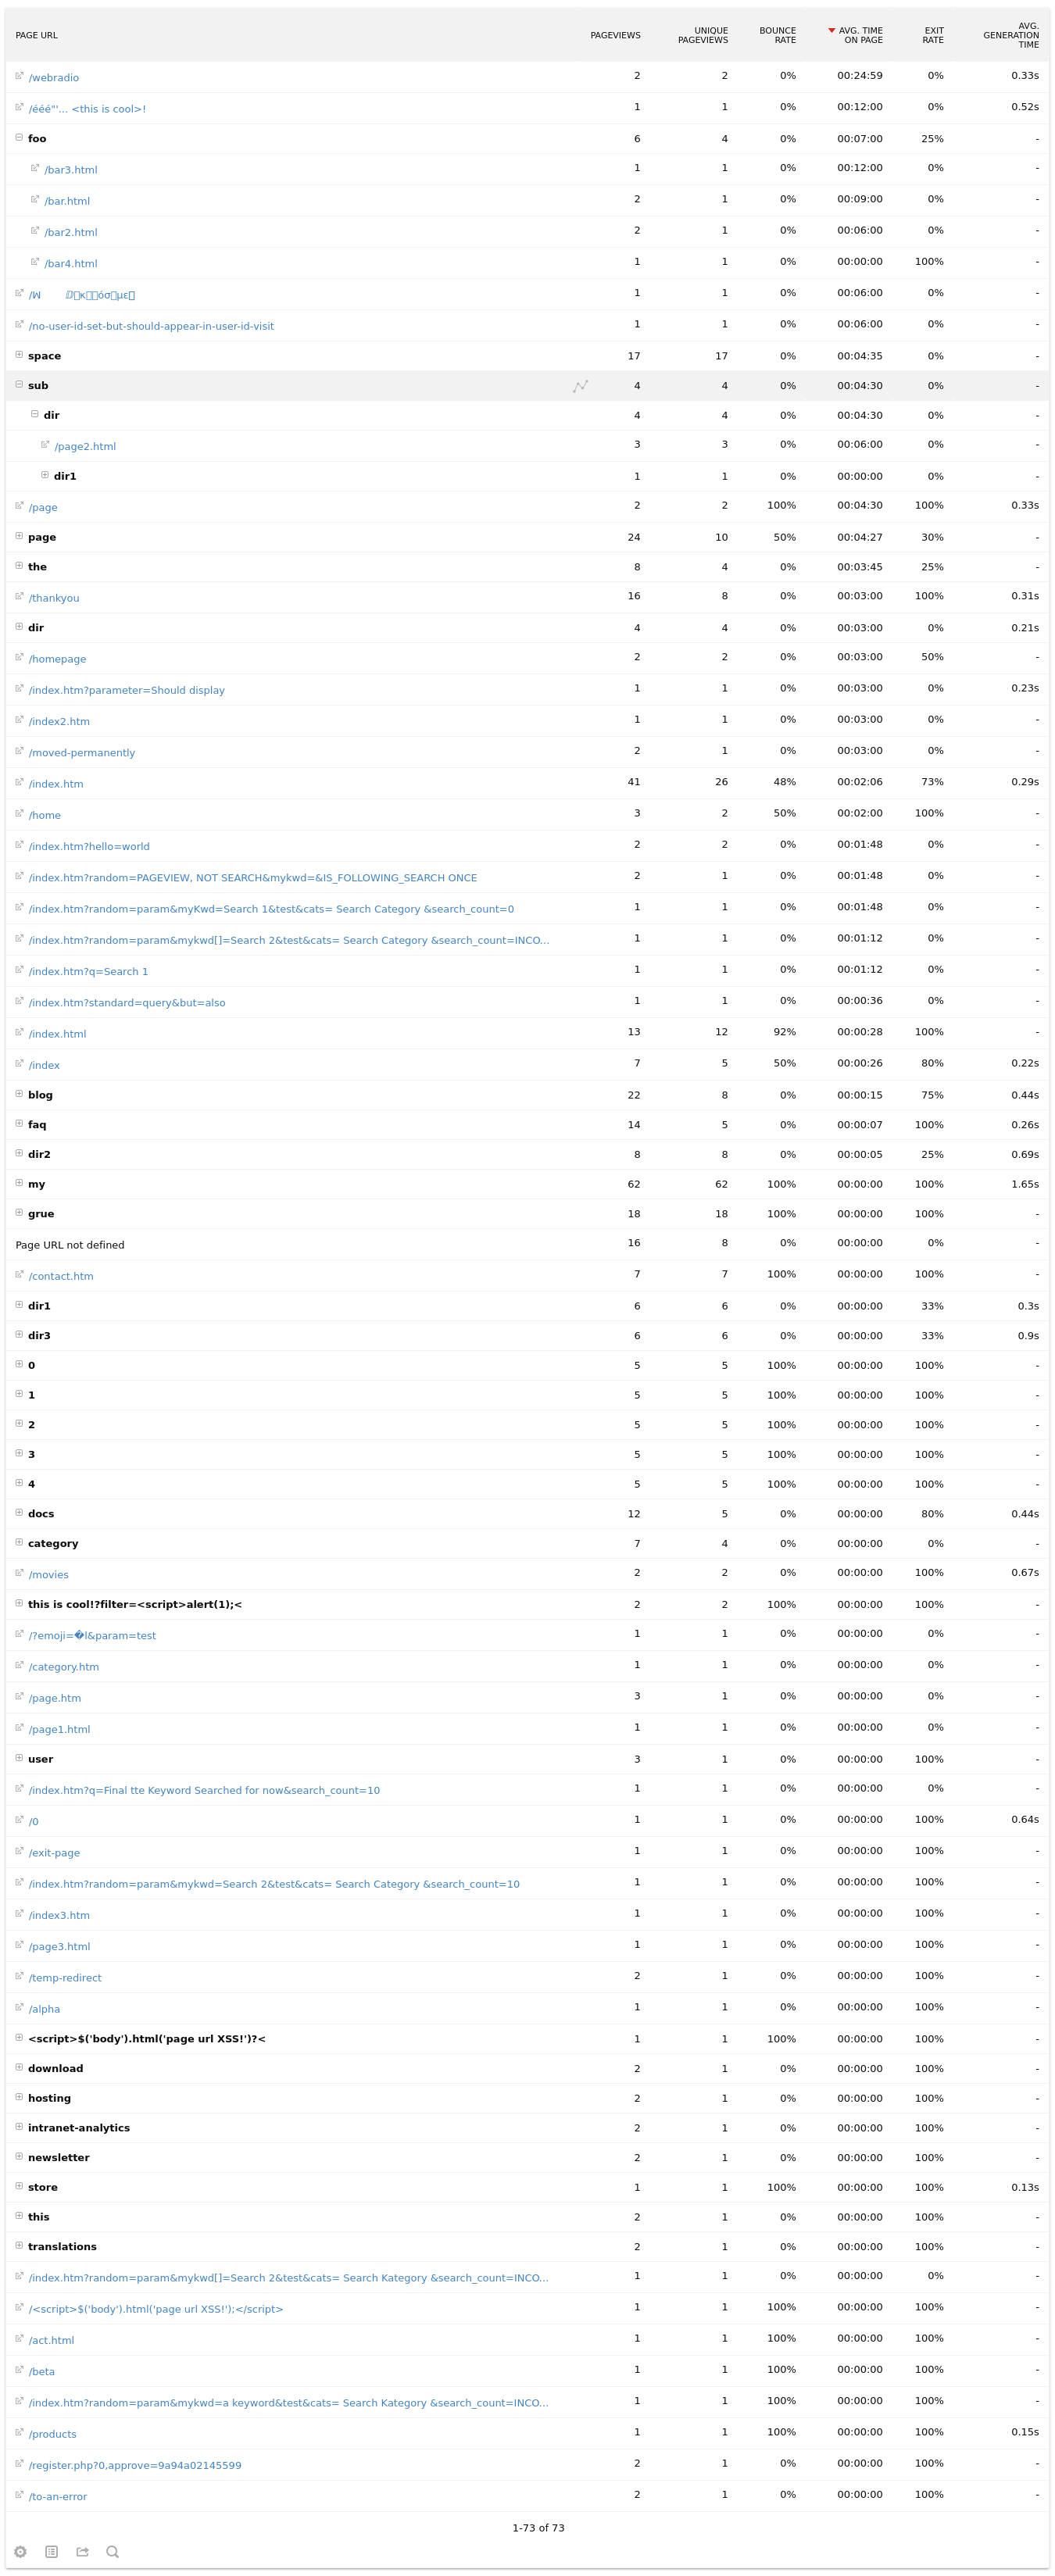 PAGE URL PAGEVIEWS UNIQUE PAGEVIEWS BOUNCE RATE AVG. TIME ON PAGE EXIT RATE AVG. GENERATION TIME
/webradio 2 2 0% 00:24:59 0% 0.33s
/ééé"'... <this is cool>! 1 1 0% 00:12:00 0% 0.52s
foo 6 4 0% 00:07:00 25% -
/bar3.html 1 1 0% 00:12:00 0% -
/bar.html 2 1 0% 00:09:00 0% -
/bar2.html 2 1 0% 00:06:00 0% -
/bar4.html 1 1 0% 00:00:00 100% -
1 1 0% 00:06:00 0% -
/no-user-id-set-but-should-appear-in-user-id-visit 1 1 0% 00:06:00 0% -
space 17 17 0% 00:04:35 0% -
sub 4 4 0% 00:04:30 0% -
dir 4 4 0% 00:04:30 0% -
/page2.html 3 3 0% 00:06:00 0% -
dir1 1 1 0% 00:00:00 0% -
/page 2 2 100% 00:04:30 100% 0.33s
page 24 10 50% 00:04:27 30% -
the 8 4 0% 00:03:45 25% -
/thankyou 16 8 0% 00:03:00 100% 0.31s
dir 4 4 0% 00:03:00 0% 0.21s
/homepage 2 2 0% 00:03:00 50% -
/index.htm?parameter=Should display 1 1 0% 00:03:00 0% 0.23s
/index2.htm 1 1 0% 00:03:00 0% -
/moved-permanently 2 1 0% 00:03:00 0% -
/index.htm 41 26 48% 00:02:06 73% 0.29s
/home 3 2 50% 00:02:00 100% -
/index.htm?hello=world 2 2 0% 00:01:48 0% -
/index.htm?random=PAGEVIEW, NOT SEARCH&mykwd=&IS_FOLLOWING_SEARCH ONCE 2 1 0% 00:01:48 0% -
/index.htm?random=param&myKwd=Search 1&test&cats= Search Category &search_count=0 1 1 0% 00:01:48 0% -
/index.htm?random=param&mykwd[]=Search 2&test&cats= Search Category &search_count=INCO... 1 1 0% 00:01:12 0% -
/index.htm?q=Search 1 1 1 0% 00:01:12 0% -
/index.htm?standard=query&but=also 1 1 0% 00:00:36 0% -
/index.html 13 12 92% 00:00:28 100% -
/index 7 5 50% 00:00:26 80% 0.22s
blog 22 8 0% 00:00:15 75% 0.44s
faq 14 5 0% 00:00:07 100% 0.26s
dir2 8 8 0% 00:00:05 25% 0.69s
my 62 62 100% 00:00:00 100% 1.65s
grue 18 18 100% 00:00:00 100% -
Page URL not defined 16 8 0% 00:00:00 0% -
/contact.htm 7 7 100% 00:00:00 100% -
dir1 6 6 0% 00:00:00 33% 0.3s
dir3 6 6 0% 00:00:00 33% 0.9s
0 5 5 100% 00:00:00 100% -
1 5 5 100% 00:00:00 100% -
2 5 5 100% 00:00:00 100% -
3 5 5 100% 00:00:00 100% -
4 5 5 100% 00:00:00 100% -
docs 12 5 0% 00:00:00 80% 0.44s
category 7 4 0% 00:00:00 0% -
/movies 2 2 0% 00:00:00 100% 0.67s
this is cool!?filter=<script>alert(1);< 2 2 100% 00:00:00 100% -
/?emoji=�l&param=test 1 1 0% 00:00:00 0% -
/category.htm 1 1 0% 00:00:00 0% -
/page.htm 3 1 0% 00:00:00 0% -
/page1.html 1 1 0% 00:00:00 0% -
user 3 1 0% 00:00:00 100% -
/index.htm?q=Final tte Keyword Searched for now&search_count=10 1 1 0% 00:00:00 0% -
/0 1 1 0% 00:00:00 100% 0.64s
/exit-page 1 1 0% 00:00:00 100% -
/index.htm?random=param&mykwd=Search 2&test&cats= Search Category &search_count=10 1 1 0% 00:00:00 100% -
/index3.htm 1 1 0% 00:00:00 100% -
/page3.html 1 1 0% 00:00:00 100% -
/temp-redirect 2 1 0% 00:00:00 100% -
/alpha 1 1 0% 00:00:00 100% -
<script>$('body').html('page url XSS!')?< 1 1 100% 00:00:00 100% -
download 2 1 0% 00:00:00 100% -
hosting 2 1 0% 00:00:00 100% -
intranet-analytics 2 1 0% 00:00:00 100% -
newsletter 2 1 0% 00:00:00 100% -
store 1 1 100% 00:00:00 100% 0.13s
this 2 1 0% 00:00:00 100% -
translations 2 1 0% 00:00:00 100% -
/index.htm?random=param&mykwd[]=Search 2&test&cats= Search Kategory &search_count=INCO... 1 1 0% 00:00:00 0% -
/<script>$('body').html('page url XSS!');</script> 1 1 100% 00:00:00 100% -
/act.html 1 1 100% 00:00:00 100% -
/beta 1 1 100% 00:00:00 100% -
/index.htm?random=param&mykwd=a keyword&test&cats= Search Kategory &search_count=INCO... 1 1 100% 00:00:00 100% -
/products 1 1 100% 00:00:00 100% 0.15s
/register.php?0,approve=9a94a02145599 2 1 0% 00:00:00 100% -
/to-an-error 2 1 0% 00:00:00 100% -
1-73 of 73